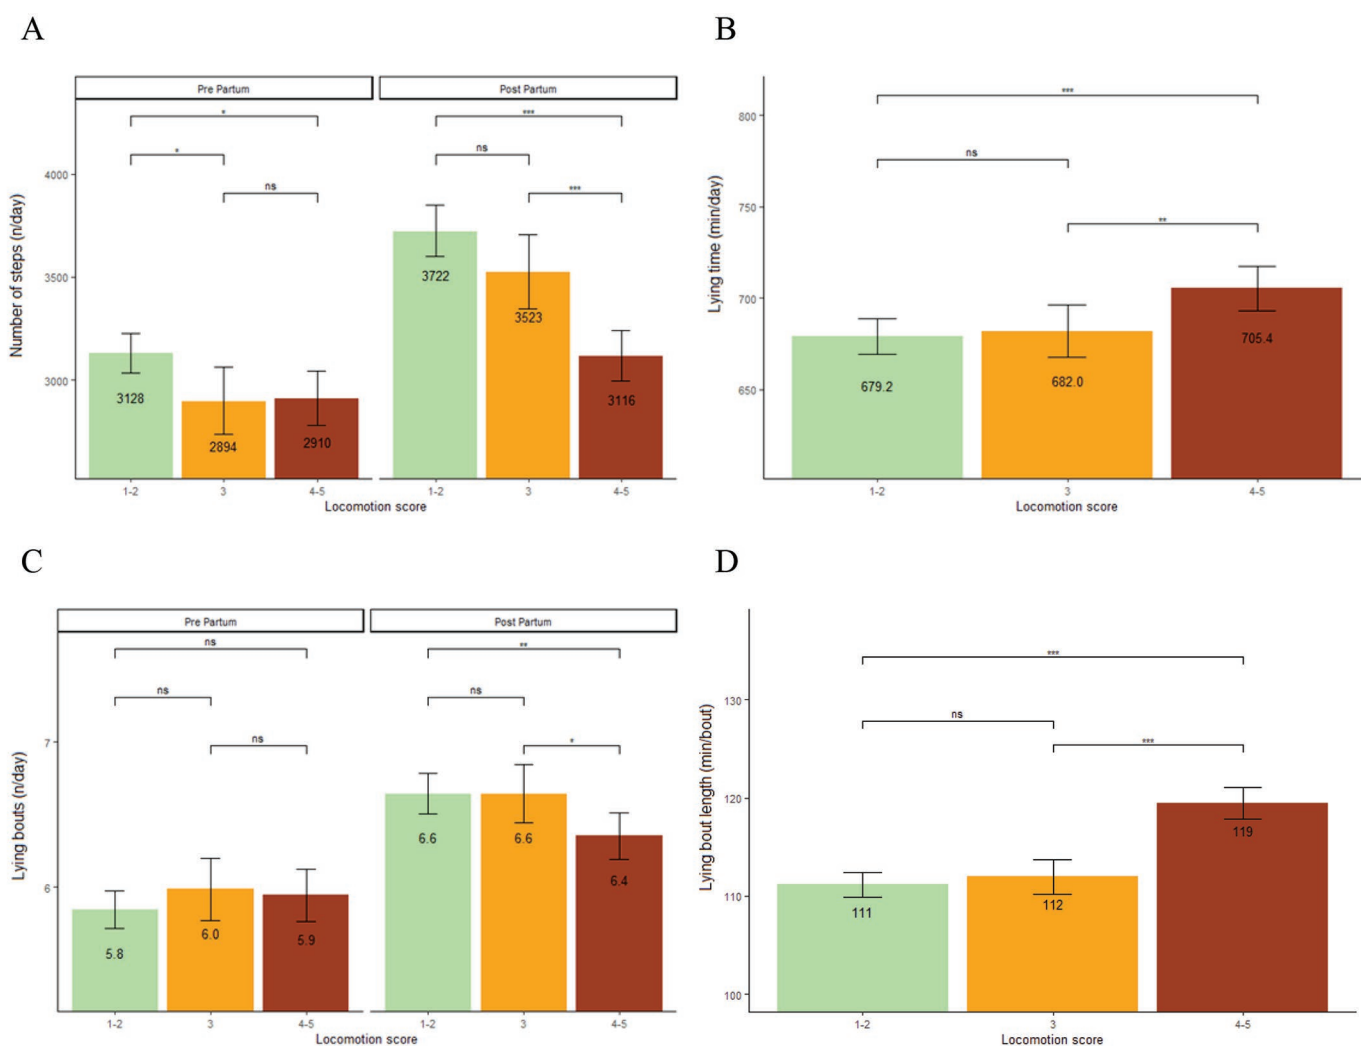 A
Pre Partum
Post Partum
*
***
*
ns
ns
***
4000
3500
3000
Number of steps (n/day)
3128
2894
2910
3722
3523
3116
1-2
3
4-5
1-2
3
4-5
Locomotion score
B
***
ns
**
800
750
700
650
Lying time (min/day)
679.2
682.0
705.4
1-2
3
4-5
Locomotion score
C
Pre Partum
Post Partum
ns
**
ns
ns
ns
*
7
6
Lying bouts (n/day)
5.8
6.0
5.9
6.6
6.6
6.4
1-2
3
4-5
1-2
3
4-5
Locomotion score
D
***
ns
***
130
120
110
100
Lying bout length (min/bout)
111
112
119
1-2
3
4-5
Locomotion score